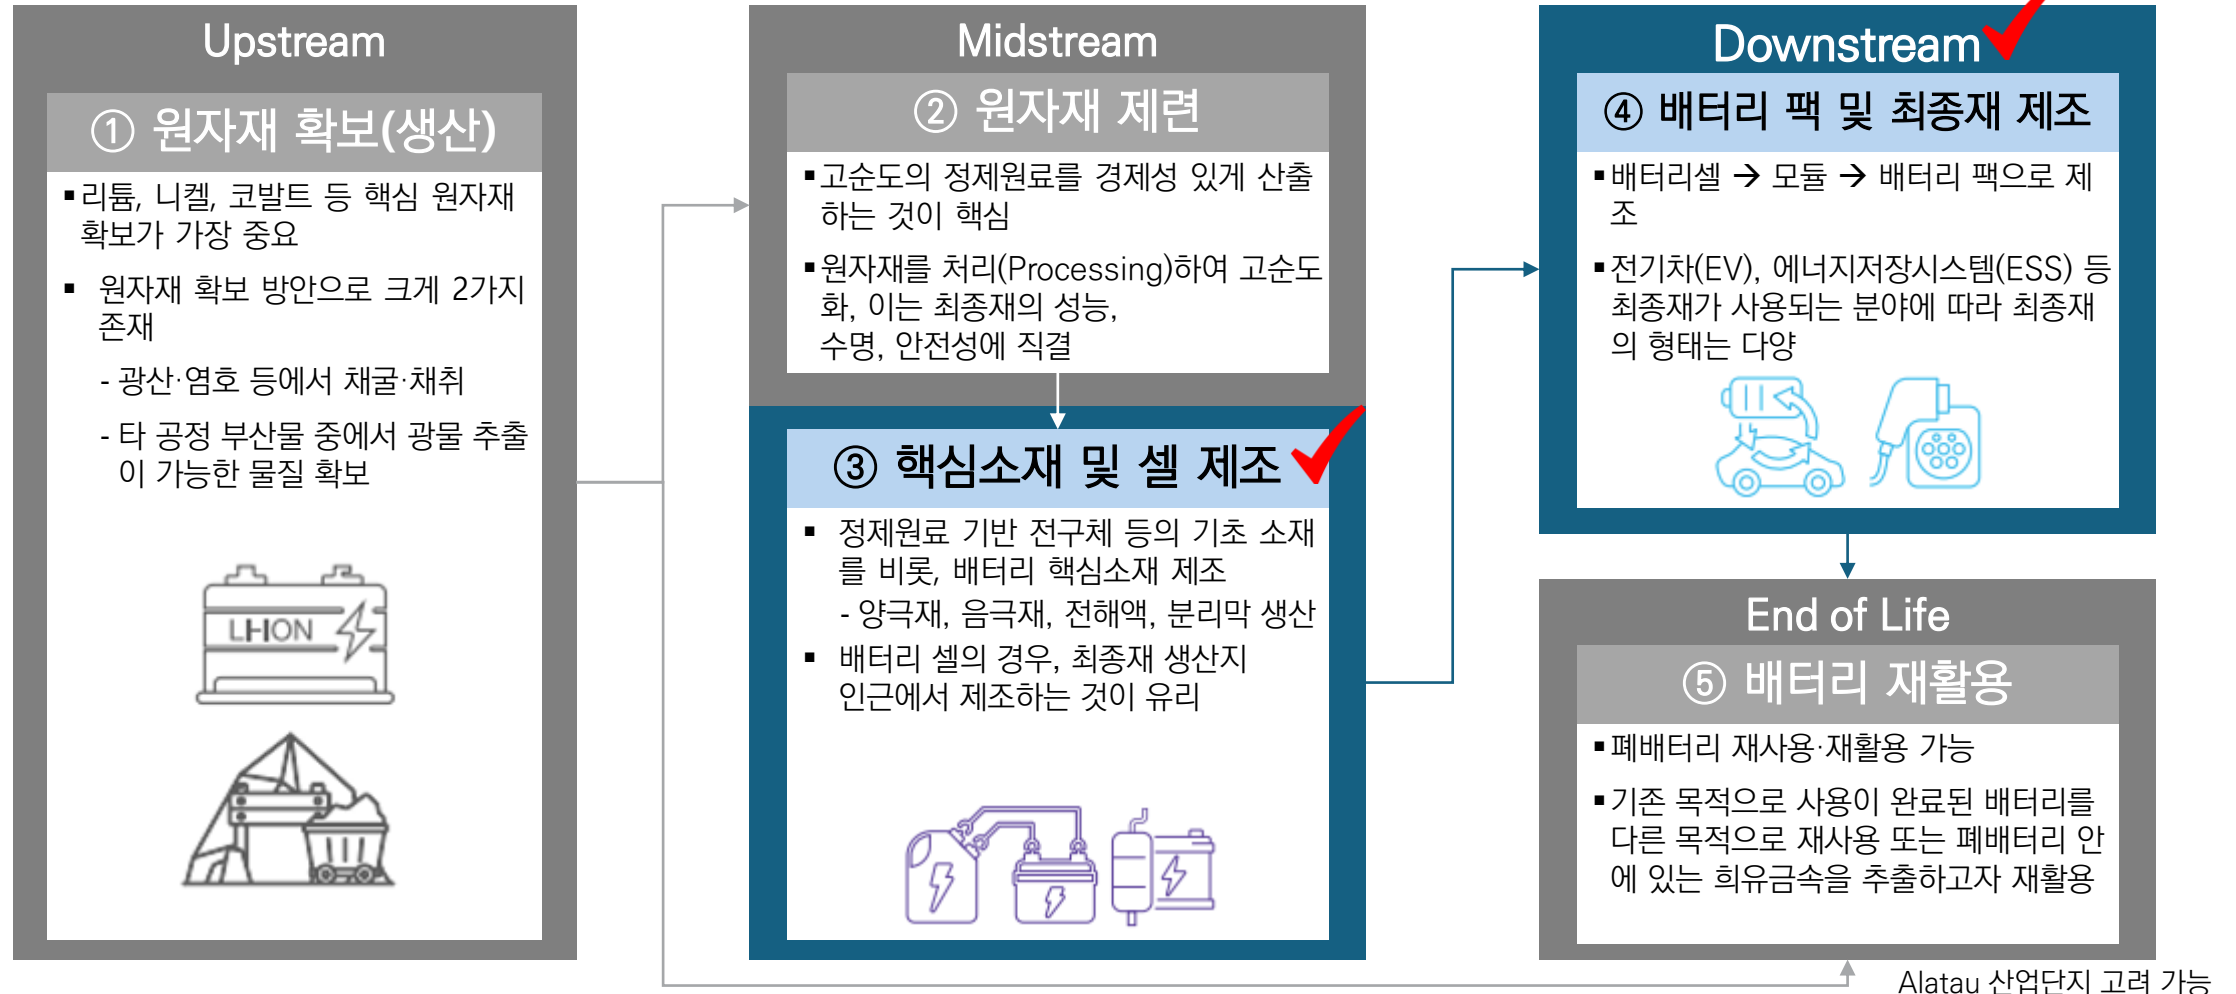 Upstream
① 원자재 확보(생산)
▪리튬, 니켈, 코발트 등 핵심 원자재
확보가 가장 중요
▪ 원자재 확보 방안으로 크게 2가지
존재
- 광산·염호 등에서 채굴·채취
- 타 공정 부산물 중에서 광물 추출
이 가능한 물질 확보
LI-ION
Midstream
② 원자재 제련
▪고순도의 정제원료를 경제성 있게 산출
하는 것이 핵심
▪원자재를 처리(Processing)하여 고순도
화, 이는 최종재의 성능,
수명, 안전성에 직결
③ 핵심소재 및 셀 제조
▪ 정제원료 기반 전구체 등의 기초 소재
를 비롯, 배터리 핵심소재 제조
- 양극재, 음극재, 전해액, 분리막 생산
▪ 배터리 셀의 경우, 최종재 생산지
인근에서 제조하는 것이 유리
Downstream
④ 배터리 팩 및 최종재 제조
▪배터리셀 → 모듈 → 배터리 팩으로 제
조
▪전기차(EV), 에너지저장시스템(ESS) 등
최종재가 사용되는 분야에 따라 최종재
의 형태는 다양
End of Life
⑤ 배터리 재활용
▪폐배터리 재사용·재활용 가능
▪기존 목적으로 사용이 완료된 배터리를
다른 목적으로 재사용 또는 폐배터리 안
에 있는 희유금속을 추출하고자 재활용
Alatau 산업단지 고려 가능